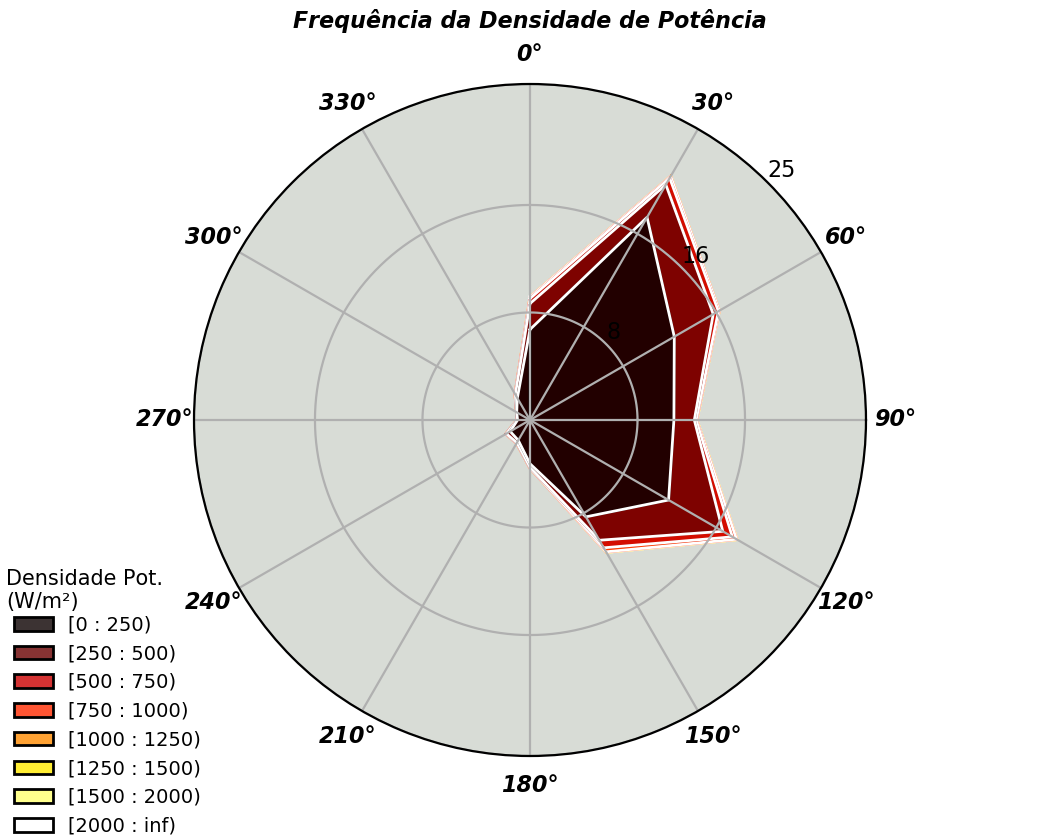 Frequência da Densidade de Potência
0°
330°
30°
25
300°
60°
16
8
270°
90°
240°
120°
210°
150°
180°
Densidade Pot.
(W/m²)
[0 : 250)
[250 : 500)
[500 : 750)
[750 : 1000)
[1000 : 1250)
[1250 : 1500)
[1500 : 2000)
[2000 : inf)